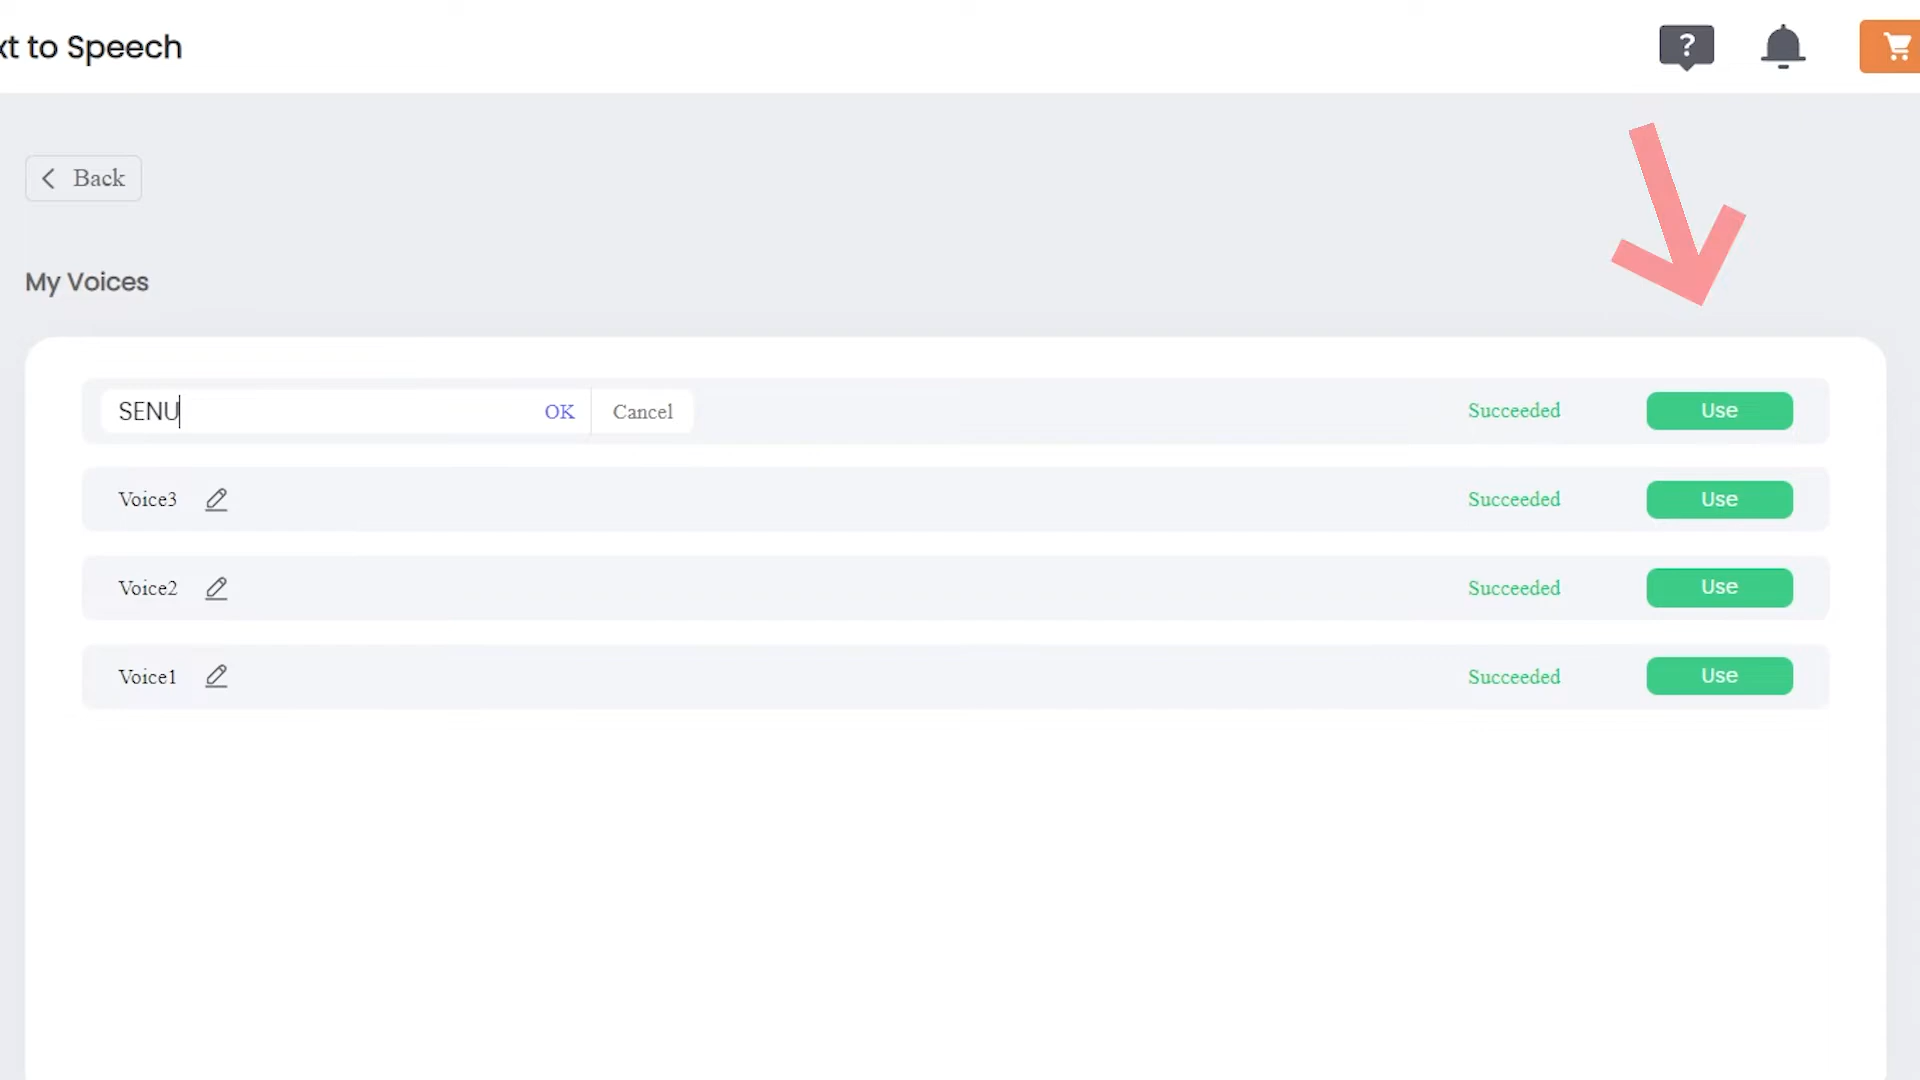 xt to Speech
?
Back
My Voices
SENU OK Cancel Succeeded Use
Voice3 Succeeded Use
Voice2 Succeeded Use
Voice1 Succeeded Use